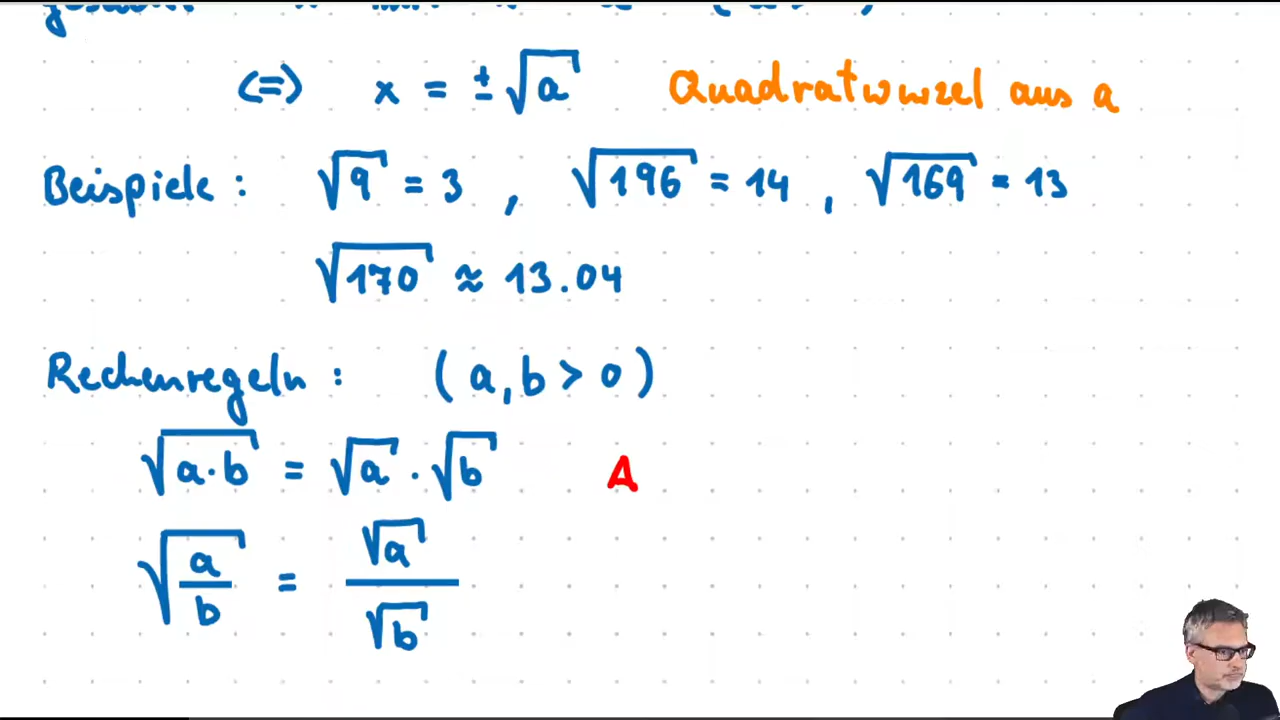 <=> x = ±√a Quadratwurzel aus a
Beispiele : √9 = 3 , √196 = 14 , √169 = 13
√170 ≈ 13.04
Rechenregeln : ( a, b > 0 )
√a·b = √a · √b A
√a/b = √a/√b